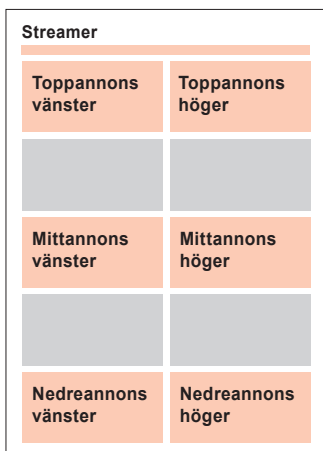 Streamer
Toppannons
vänster
Toppannons
höger
Mittannons
vänster
Mittannons
höger
Nedreannons
vänster
Nedreannons
höger